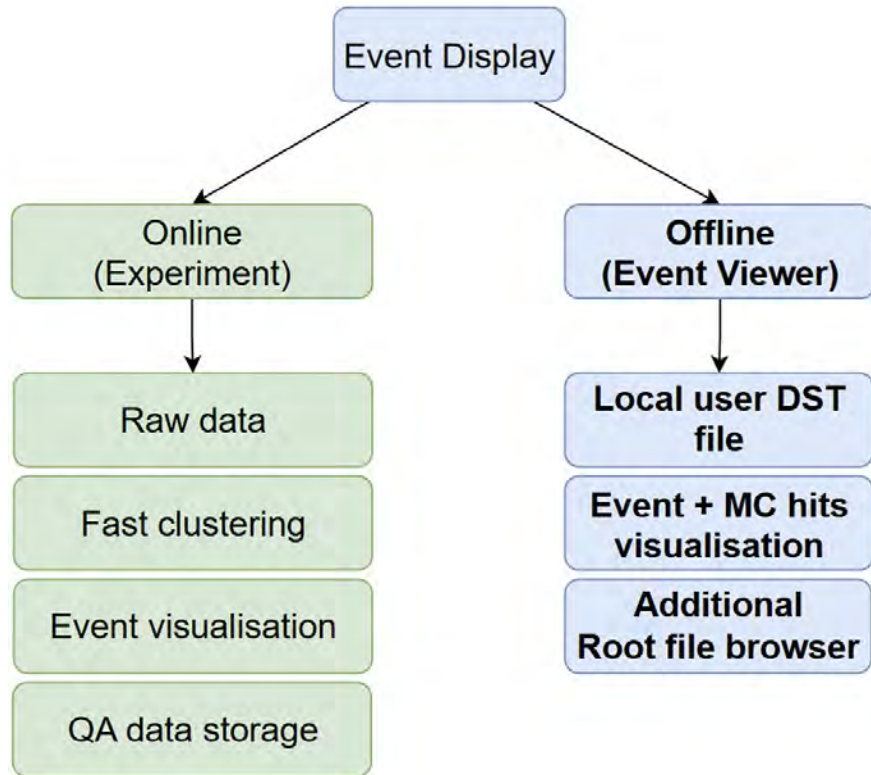 Event Display
Online
(Experiment)
Offline
(Event Viewer)
Raw data
Fast clustering
Event visualisation
QA data storage
Local user DST
file
Event + MC hits
visualisation
Additional
Root file browser